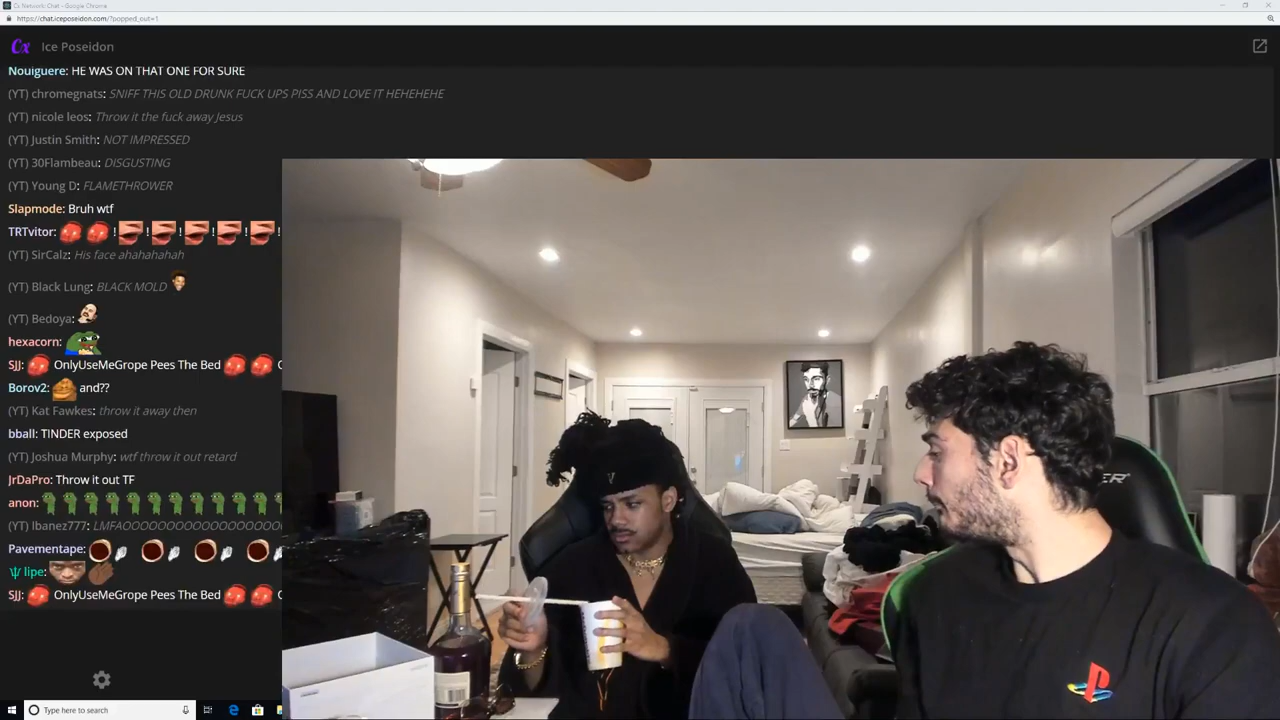 Cx Network: Chat - Google Chrome
https://chat.iceposeidon.com/?popped_out=1
Cx Ice Poseidon
Nouiguere: HE WAS ON THAT ONE FOR SURE
(YT) chromegnats: SNIFF THIS OLD DRUNK FUCK UPS PISS AND LOVE IT HEHEHEHE
(YT) nicole leos: Throw it the fuck away Jesus
(YT) Justin Smith: NOT IMPRESSED
(YT) 30Flambeau: DISGUSTING
(YT) Young D: FLAMETHROWER
Slapmode: Bruh wtf
TRTvitor: ! ! ! ! ! !
(YT) SirCalz: His face ahahahahah
(YT) Black Lung: BLACK MOLD
(YT) Bedoya:
hexacorn:
SJJ: OnlyUseMeGrope Pees The Bed
Borov2: and??
(YT) Kat Fawkes: throw it away then
bball: TINDER exposed
(YT) Joshua Murphy: wtf throw it out retard
JrDaPro: Throw it out TF
anon:
(YT) Ibanez777: LMFAOOOOOOOOOOOOOOOOOOO
Pavementape:
lipe:
SJJ: OnlyUseMeGrope Pees The Bed
Type here to search